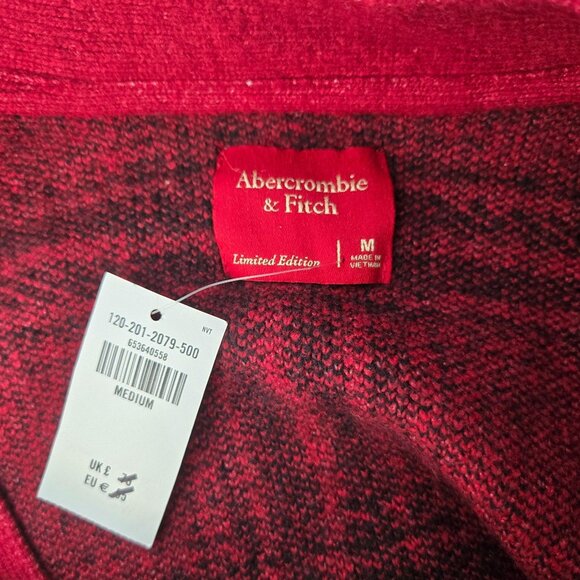 Abercrombie
& Fitch
Limited Edition
M
MADE IN
VIETNAM
NVT
120-201-2079-500
653640558
MEDIUM
UK £
EU €